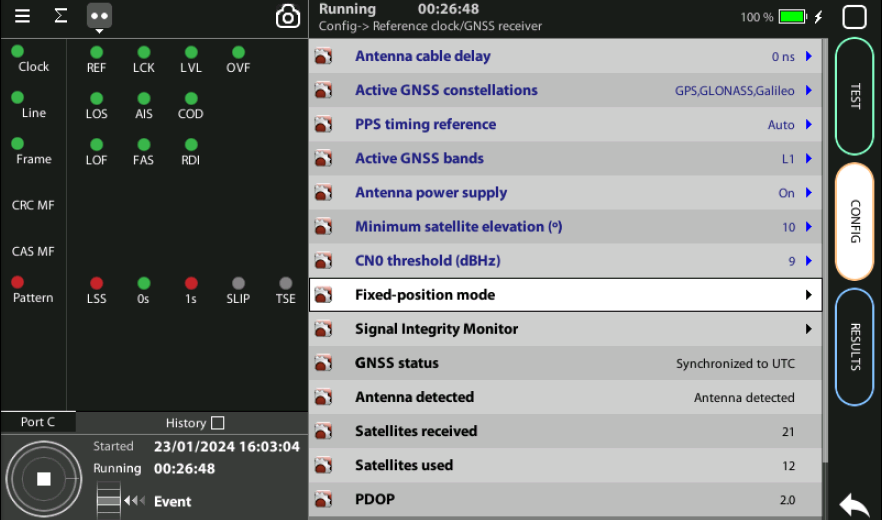 Running 00:26:48
Config-> Reference clock/GNSS receiver
100 %
Clock REF LCK LVL OVF
Line LOS AIS COD
Frame LOF FAS RDI
CRC MF
CAS MF
Pattern LSS 0s 1s SLIP TSE
Port C History
Started 23/01/2024 16:03:04
Running 00:26:48
Event
Antenna cable delay 0 ns
Active GNSS constellations GPS,GLONASS,Galileo
PPS timing reference Auto
Active GNSS bands L1
Antenna power supply On
Minimum satellite elevation (º) 10
CN0 threshold (dBHz) 9
Fixed-position mode
Signal Integrity Monitor
GNSS status Synchronized to UTC
Antenna detected Antenna detected
Satellites received 21
Satellites used 12
PDOP 2.0
TEST
CONFIG
RESULTS